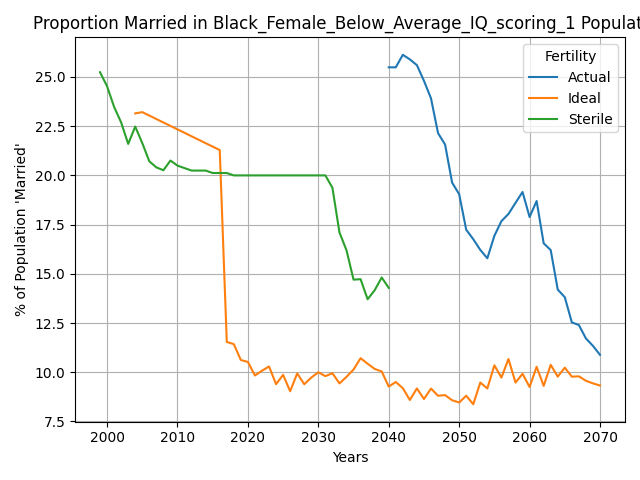 Proportion Married in Black_Female_Below_Average_IQ_scoring_1 Populat
% of Population 'Married'
25.0
22.5
20.0
17.5
15.0
12.5
10.0
7.5
Fertility
Actual
Ideal
Sterile
2000 2010 2020 2030 2040 2050 2060 2070
Years